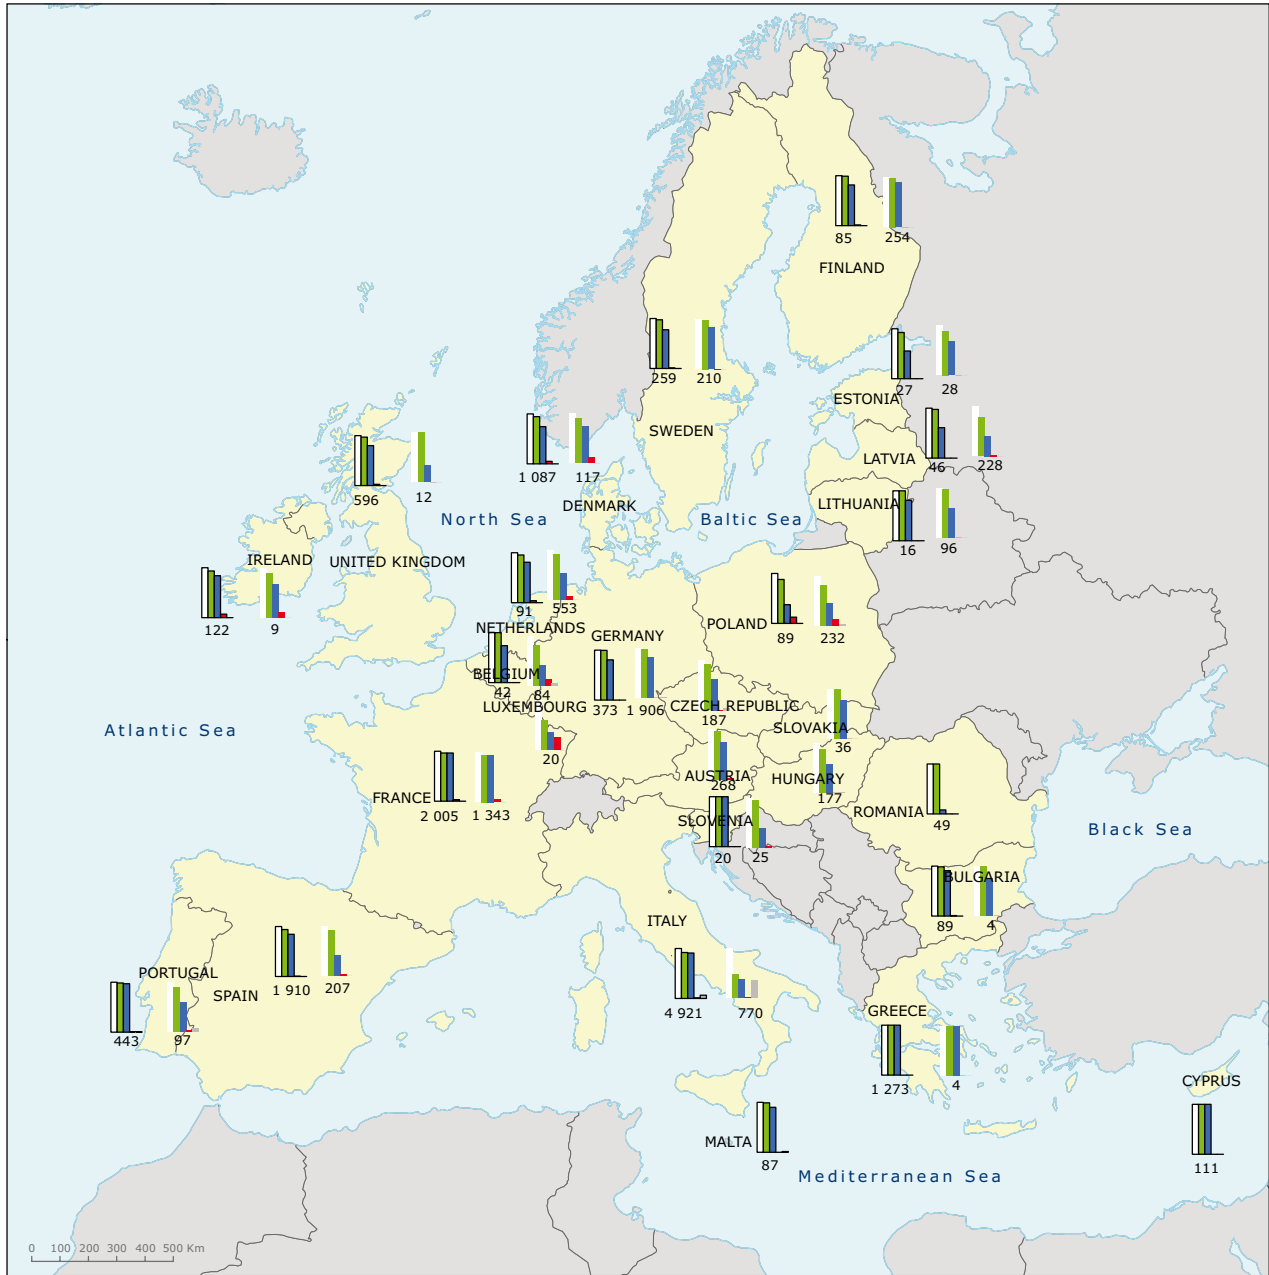 85
254
FINLAND
259
210
27
28
ESTONIA
SWEDEN
LATVIA
46
228
596
12
1 087
117
DENMARK
LITHUANIA
North Sea
Baltic Sea
16
96
IRELAND
UNITED KINGDOM
122
9
91
553
NETHERLANDS
GERMANY
POLAND
89
232
BELGIUM
42
84
LUXEMBOURG
373
1 906
CZECH REPUBLIC
187
SLOVAKIA
36
Atlantic Sea
20
AUSTRIA
268
HUNGARY
177
FRANCE
2 005
1 343
ROMANIA
49
SLOVENIA
20
25
Black Sea
BULGARIA
89
4
ITALY
PORTUGAL
SPAIN
1 910
207
443
97
4 921
770
GREECE
1 273
4
CYPRUS
111
MALTA
87
Mediterranean Sea
0 100 200 300 400 500 Km